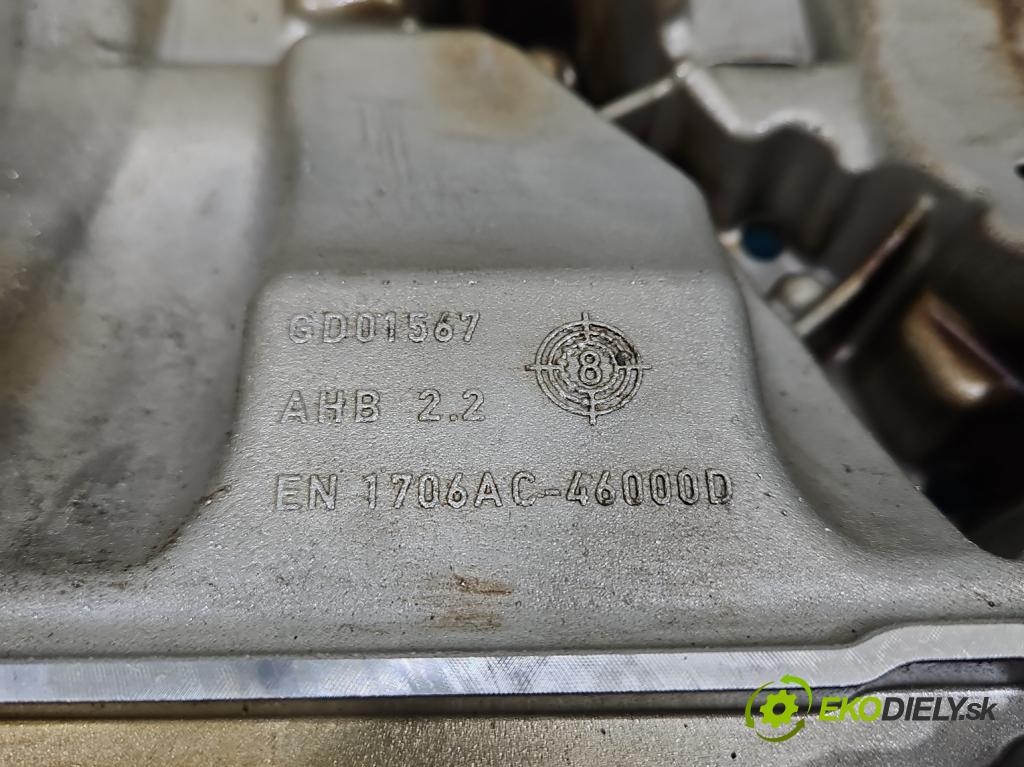 GD01567
8
AHB 2.2
EN 1706AC-46000D
EKODIELY.sk